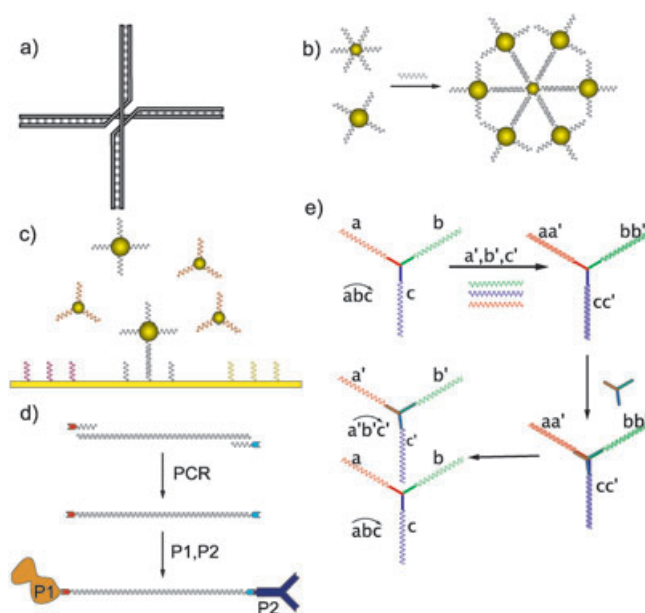 a)
b)
c)
d)
PCR
P1,P2
P1
P2
e)
a
b
c
abc
a',b',c'
aa'
bb'
cc'
a'
b'
c'
a'b'c'
a
b
c
abc
aa'
bb'
cc'